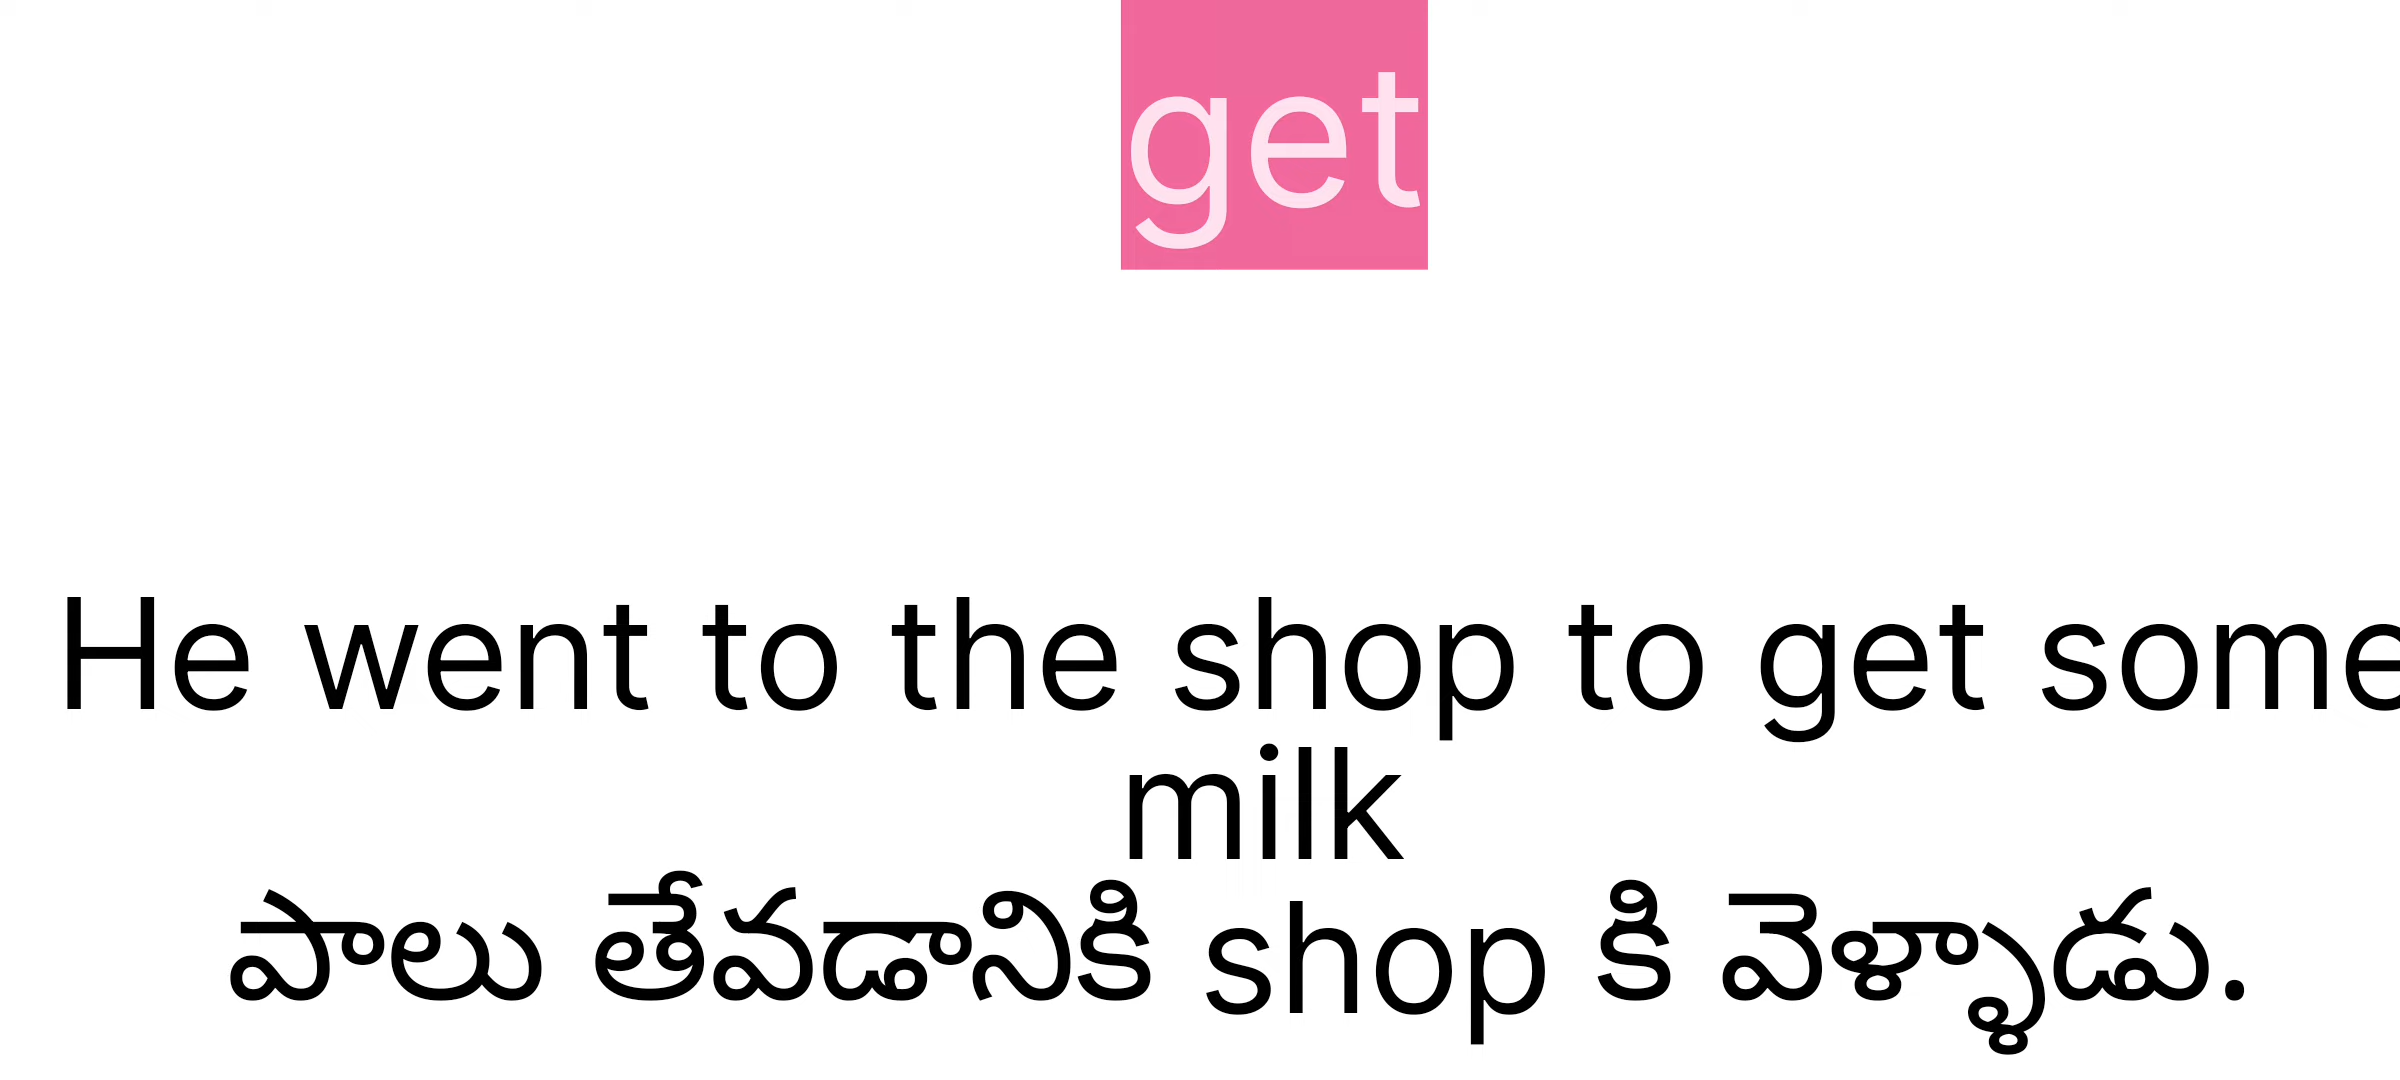 get
He went to the shop to get some
milk
పాలు తేవడానికి shop కి వెళ్ళాడు.